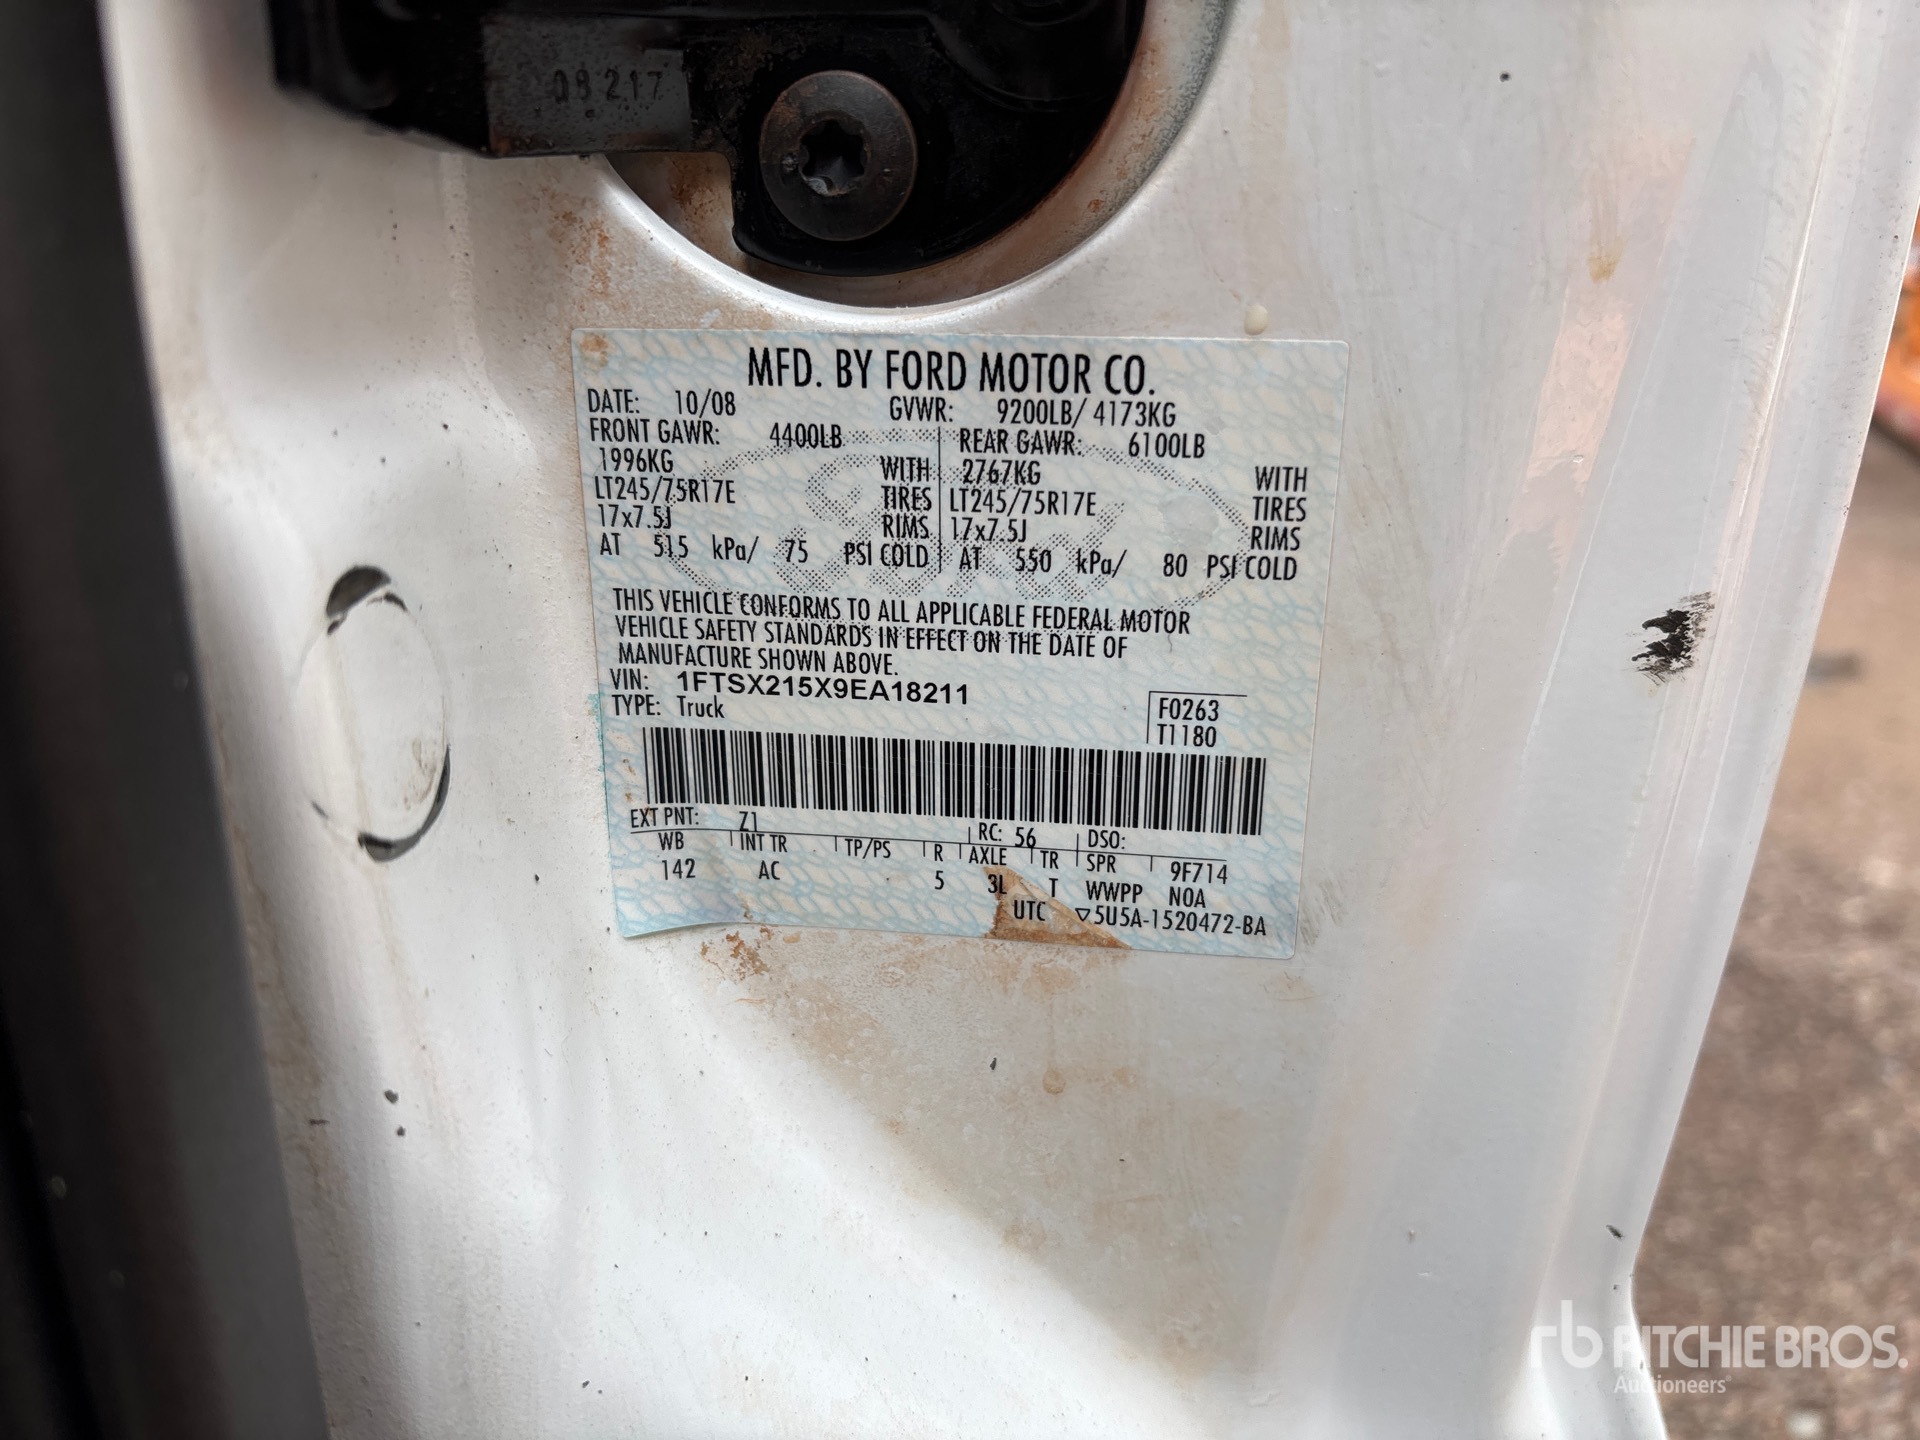 08217
MFD. BY FORD MOTOR CO.
DATE: 10/08 GVWR: 9200LB/ 4173KG
FRONT GAWR: 4400LB REAR GAWR: 6100LB
1996KG WITH 2767KG WITH
LT245/75R17E TIRES LT245/75R17E TIRES
17x7.5J RIMS 17x7.5J RIMS
AT 515 kPa/ 75 PSI COLD AT 550 kPa/ 80 PSI COLD
THIS VEHICLE CONFORMS TO ALL APPLICABLE FEDERAL MOTOR
VEHICLE SAFETY STANDARDS IN EFFECT ON THE DATE OF
MANUFACTURE SHOWN ABOVE.
VIN: 1FTSX215X9EA18211
TYPE: Truck F0263
T1180
EXT PNT: Z1 RC: 56 DSO:
WB INT TR TP/PS R AXLE TR SPR 9F714
142 AC 5 3L T WWPP NOA
UTC ▽5U5A-1520472-BA
rb RITCHIE BROS.
Auctioneers